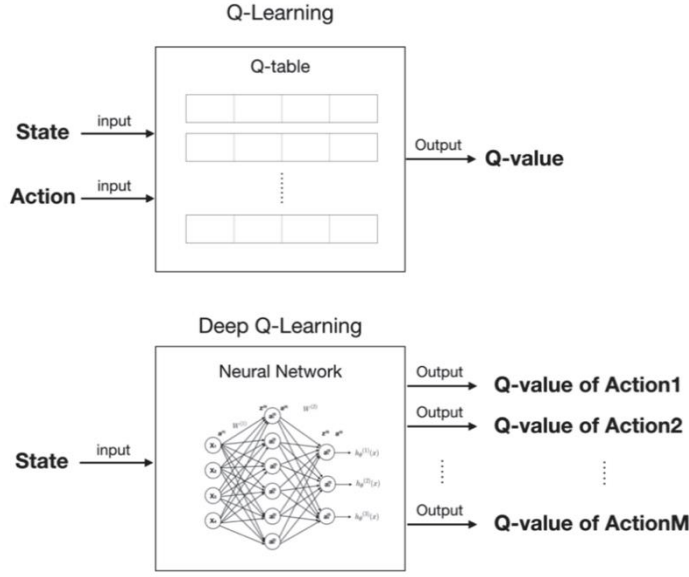 Q-Learning
Q-table
State
input
Action
input
Output
Q-value
Deep Q-Learning
Neural Network
State
input
Output
Q-value of Action1
Output
Q-value of Action2
Output
Q-value of ActionM